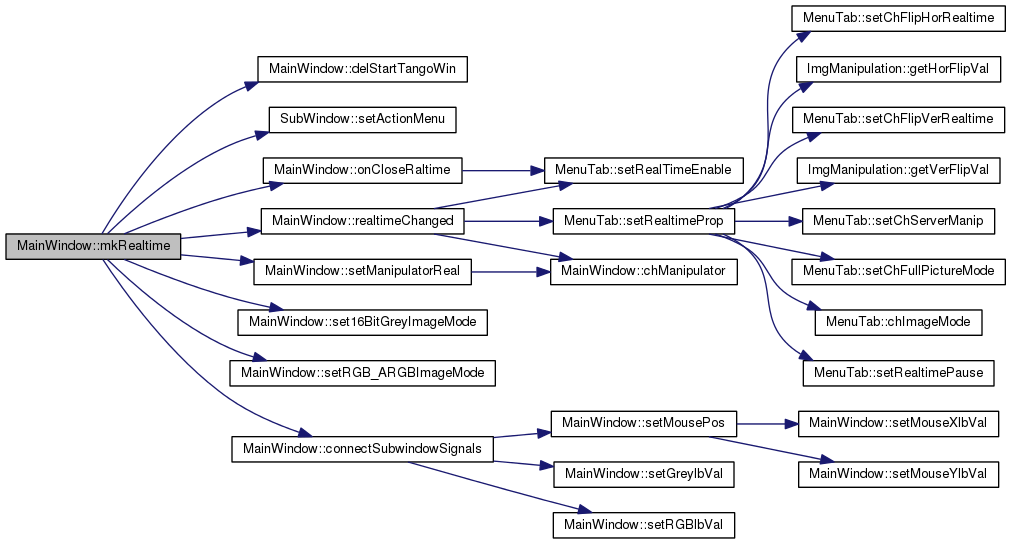 MenuTab::setChFlipHorRealtime
MainWindow::delStartTangoWin
ImgManipulation::getHorFlipVal
SubWindow::setActionMenu
MenuTab::setChFlipVerRealtime
MainWindow::onCloseRaltime
MenuTab::setRealTimeEnable
ImgManipulation::getVerFlipVal
MainWindow::realtimeChanged
MenuTab::setRealtimeProp
MenuTab::setChServerManip
MainWindow::mkRealtime
MainWindow::setManipulatorReal
MainWindow::chManipulator
MenuTab::setChFullPictureMode
MainWindow::set16BitGreyImageMode
MenuTab::chImageMode
MainWindow::setRGB_ARGBImageMode
MenuTab::setRealtimePause
MainWindow::connectSubwindowSignals
MainWindow::setMousePos
MainWindow::setMouseXlbVal
MainWindow::setGreylbVal
MainWindow::setMouseYlbVal
MainWindow::setRGBlbVal